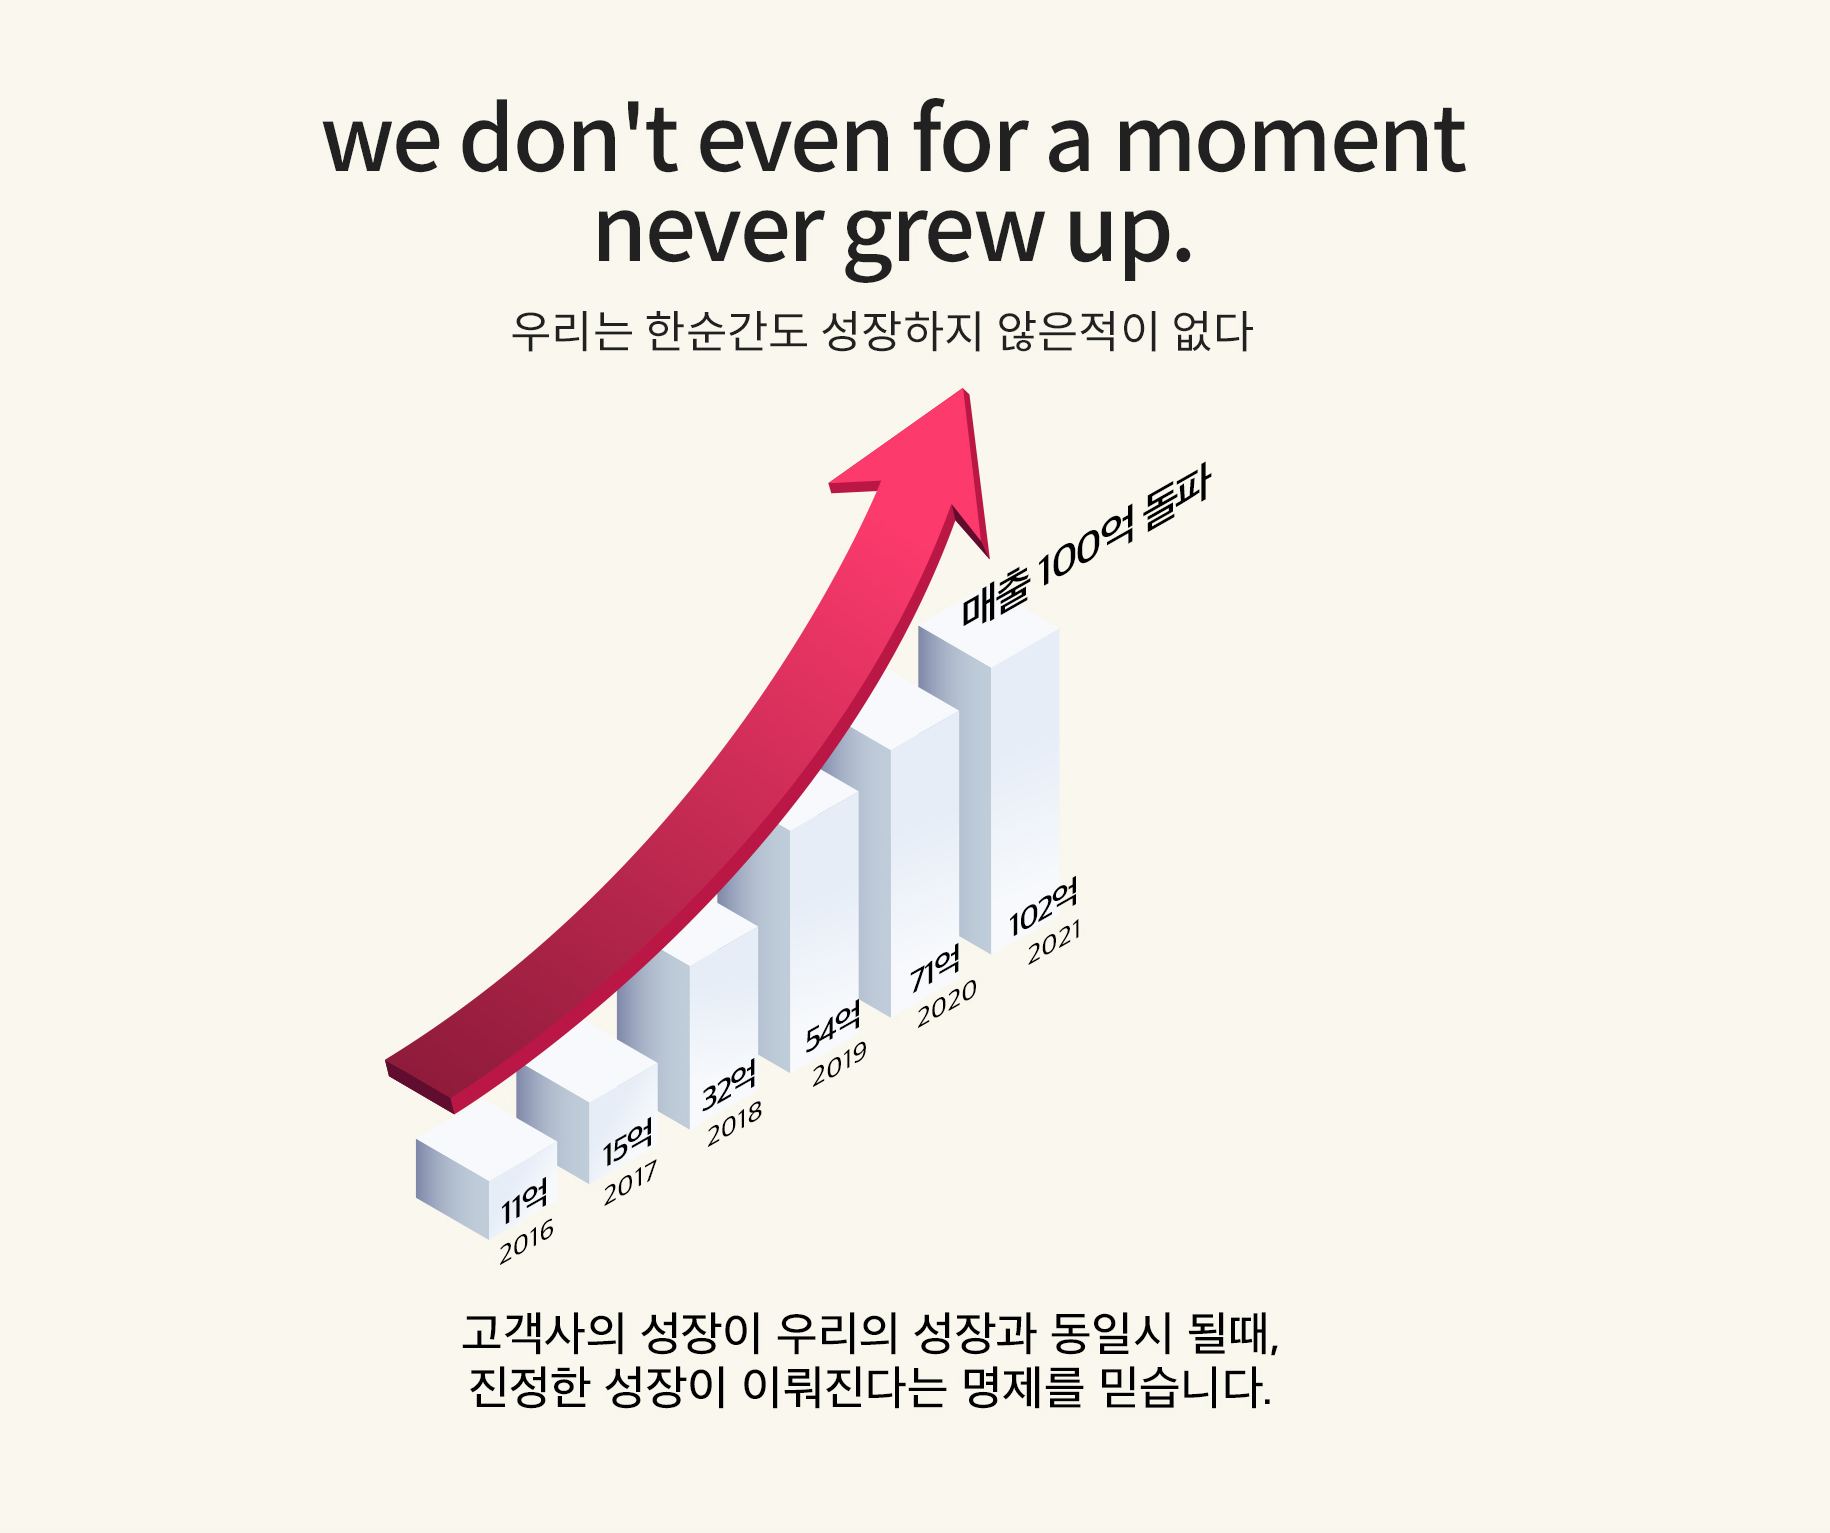 we don't even for a moment
never grew up.
우리는 한순간도 성장하지 않은적이 없다
매출 100억 돌파
102억
2021
71억
2020
54억
2019
32억
2018
15억
2017
11억
2016
고객사의 성장이 우리의 성장과 동일시 될때,
진정한 성장이 이뤄진다는 명제를 믿습니다.